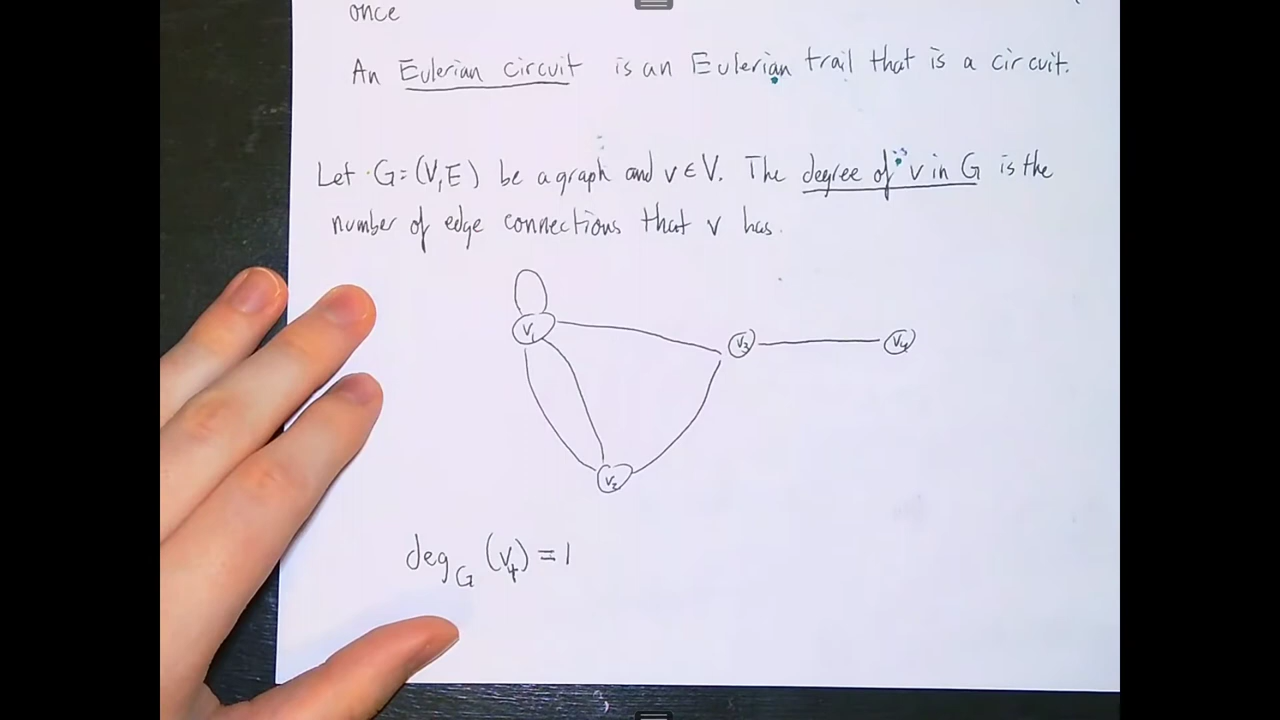 once
An Eulerian circuit is an Eulerian trail that is a circuit.
Let G=(V,E) be a graph and v∈V. The degree of v in G is the
number of edge connections that v has.
V₁
V₃
V₄
V₂
deg_G (V₄) = 1